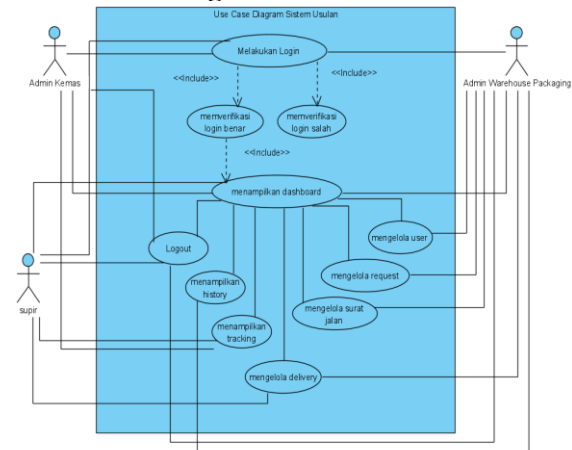 Use Case Diagram Sistem Usulan
Melakukan Login
Admin Kemas
Admin Warehouse Packaging
<<Include>>
<<Include>>
memverifikasi
login benar
memverifikasi
login salah
<<Include>>
menampilkan dashboard
Logout
mengelola user
supir
menampilkan
history
mengelola request
mengelola surat
jalan
menampilkan
tracking
mengelola delivery